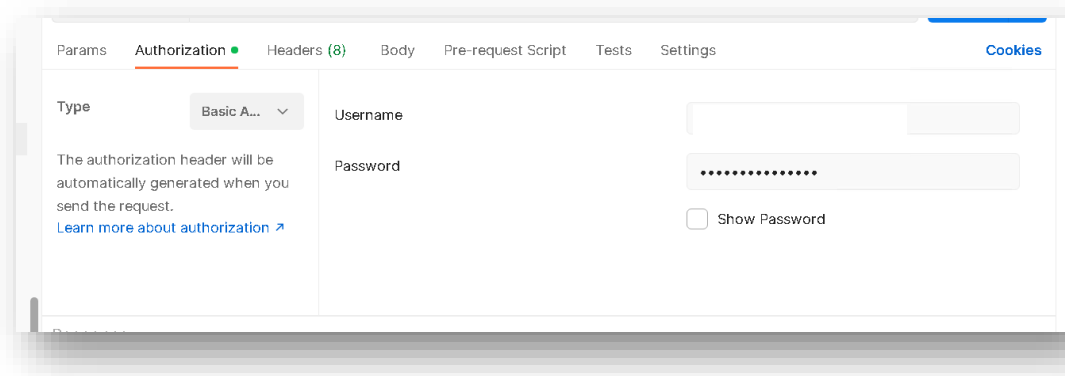 Params Authorization Headers (8) Body Pre-request Script Tests Settings Cookies
Type Basic A...
The authorization header will be
automatically generated when you
send the request.
Learn more about authorization ↗
Username
Password •••••••••••••••
Show Password